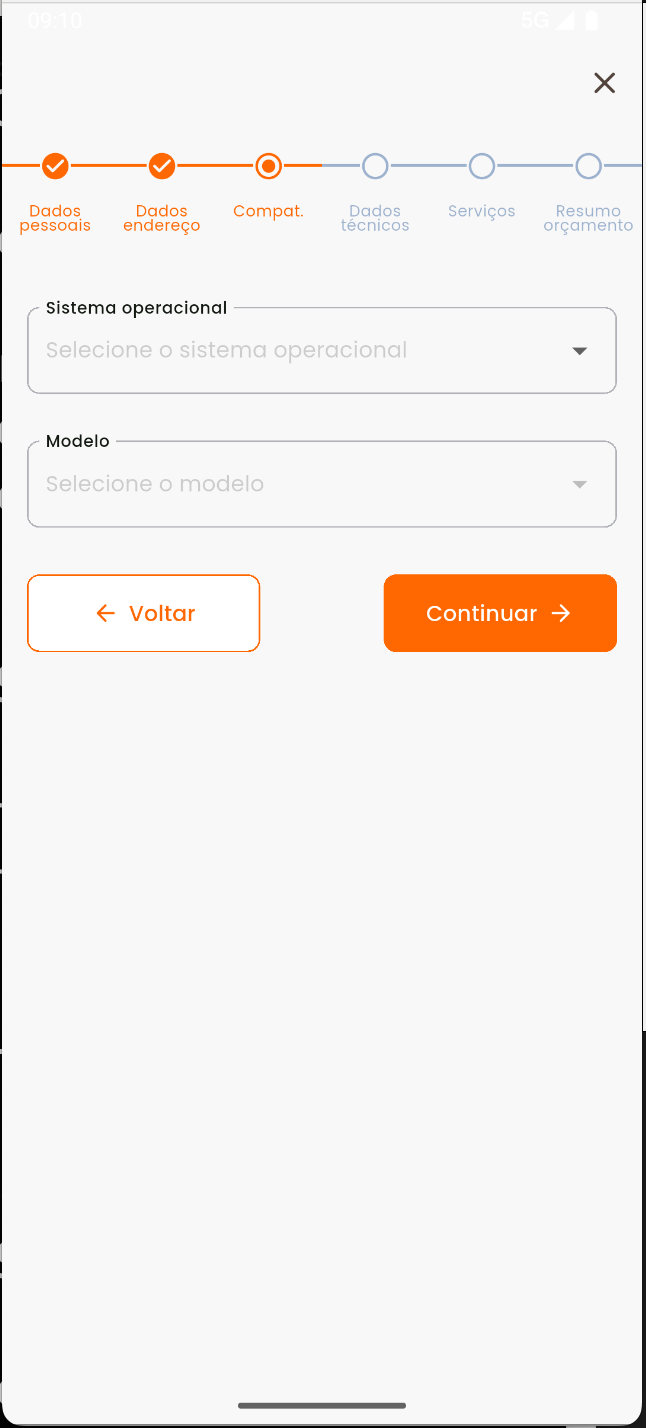 09:10 5G
Dados pessoais
Dados endereço
Compat.
Dados técnicos
Serviços
Resumo orçamento
Sistema operacional
Selecione o sistema operacional
Modelo
Selecione o modelo
Voltar
Continuar